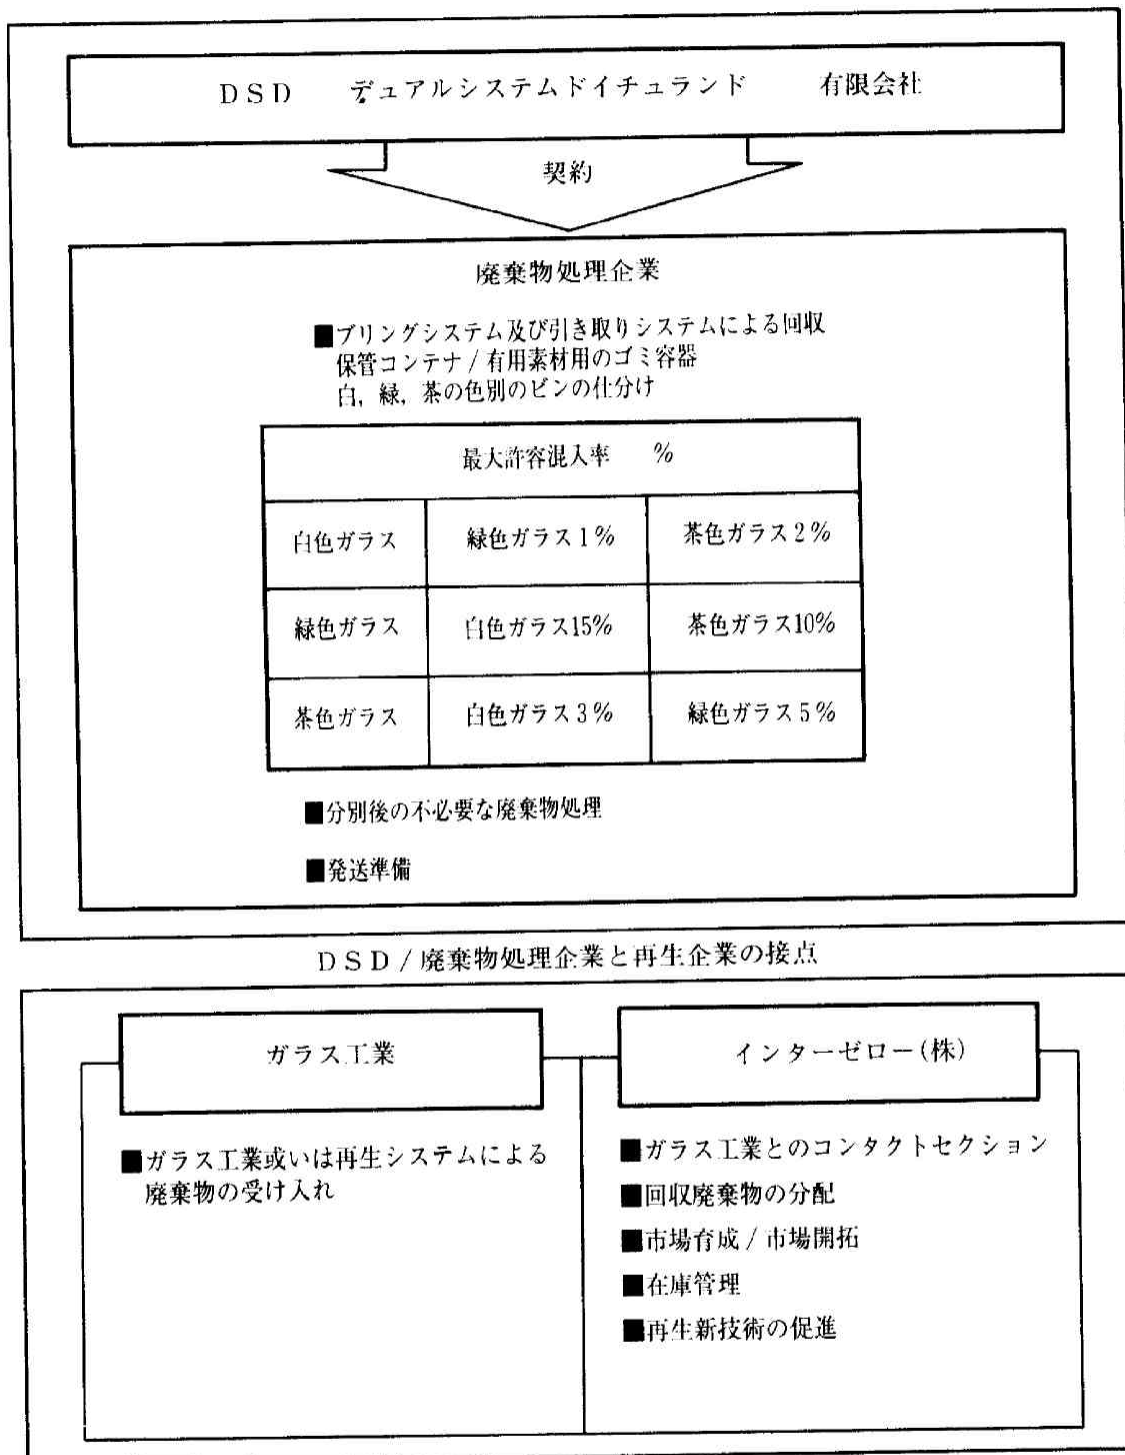 DSD デュアルシステムドイチュランド 有限会社
契約
廃棄物処理企業
■ブリングシステム及び引き取りシステムによる回収
保管コンテナ/有用素材用のゴミ容器
白，緑，茶の色別のビンの仕分け
最大許容混入率 %
白色ガラス 緑色ガラス1% 茶色ガラス2%
緑色ガラス 白色ガラス15% 茶色ガラス10%
茶色ガラス 白色ガラス3% 緑色ガラス5%
■分別後の不必要な廃棄物処理
■発送準備
DSD/廃棄物処理企業と再生企業の接点
ガラス工業
■ガラス工業或いは再生システムによる
廃棄物の受け入れ
インターゼロー(株)
■ガラス工業とのコンタクトセクション
■回収廃棄物の分配
■市場育成/市場開拓
■在庫管理
■再生新技術の促進